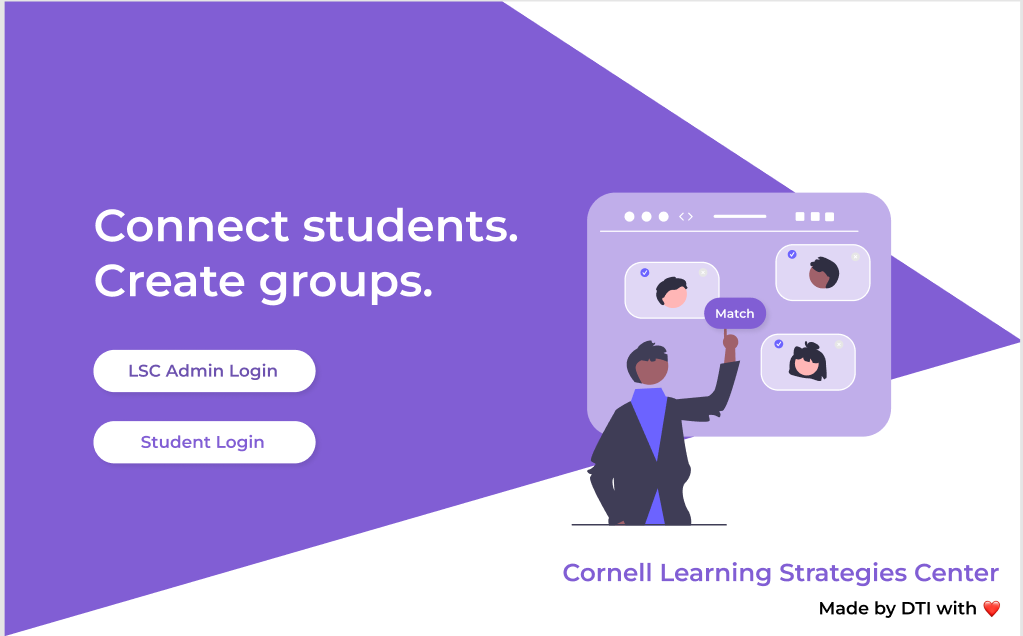 Connect students.
Create groups.
LSC Admin Login
Student Login
Match
Cornell Learning Strategies Center
Made by DTI with ❤️